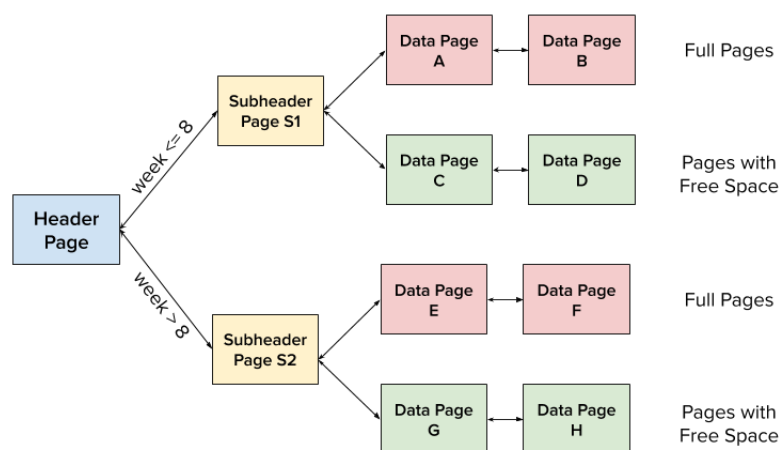 Header
Page
week <= 8
week > 8
Subheader
Page S1
Data Page
A
Data Page
B
Full Pages
Data Page
C
Data Page
D
Pages with
Free Space
Subheader
Page S2
Data Page
E
Data Page
F
Full Pages
Data Page
G
Data Page
H
Pages with
Free Space